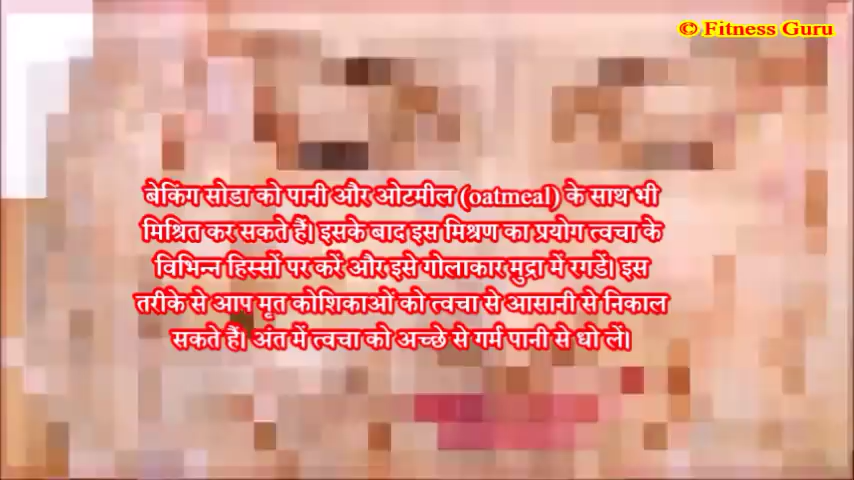 © Fitness Guru
बेकिंग सोडा को पानी और ओटमील (oatmeal) के साथ भी
मिश्रित कर सकते हैं। इसके बाद इस मिश्रण का प्रयोग त्वचा के
विभिन्न हिस्सों पर करें और इसे गोलाकार मुद्रा में रगडें। इस
तरीके से आप मृत कोशिकाओं को त्वचा से आसानी से निकाल
सकते हैं। अंत में त्वचा को अच्छे से गर्म पानी से धो लें।